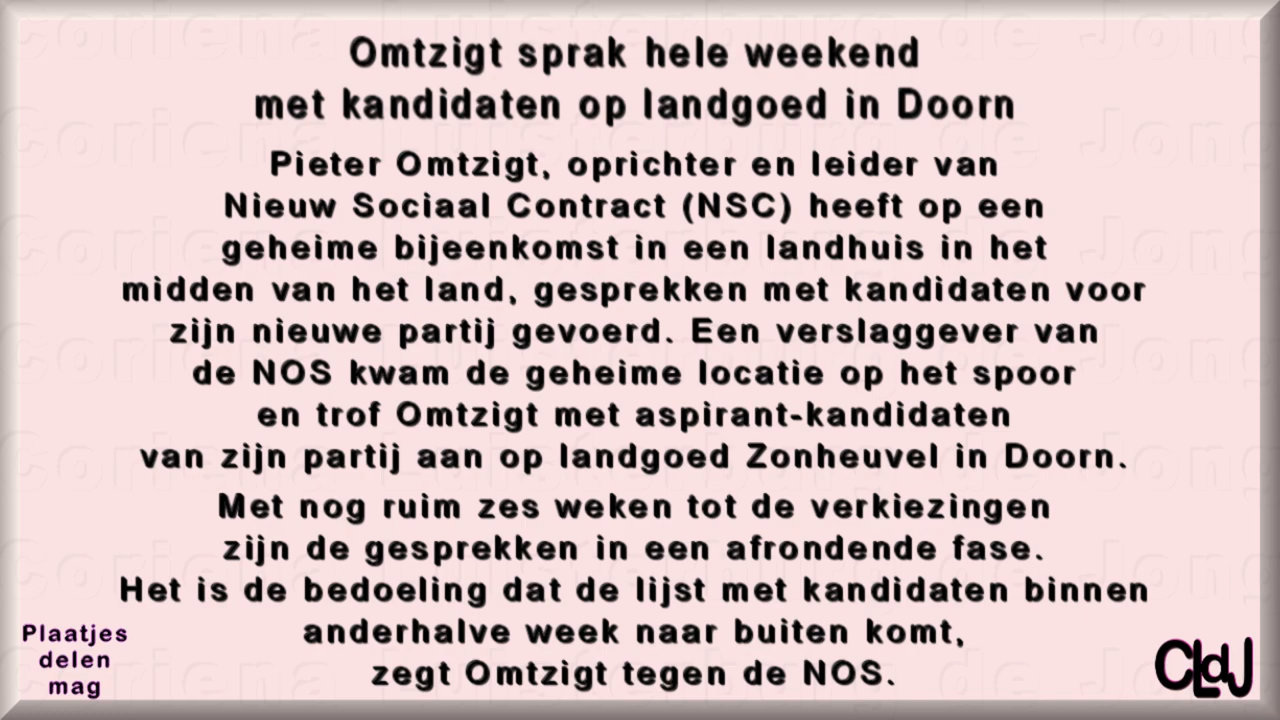 Omtzigt sprak hele weekend
met kandidaten op landgoed in Doorn
Pieter Omtzigt, oprichter en leider van
Nieuw Sociaal Contract (NSC) heeft op een
geheime bijeenkomst in een landhuis in het
midden van het land, gesprekken met kandidaten voor
zijn nieuwe partij gevoerd. Een verslaggever van
de NOS kwam de geheime locatie op het spoor
en trof Omtzigt met aspirant-kandidaten
van zijn partij aan op landgoed Zonheuvel in Doorn.
Met nog ruim zes weken tot de verkiezingen
zijn de gesprekken in een afrondende fase.
Het is de bedoeling dat de lijst met kandidaten binnen
anderhalve week naar buiten komt,
zegt Omtzigt tegen de NOS.
Plaatjes
delen
mag
CLdJ